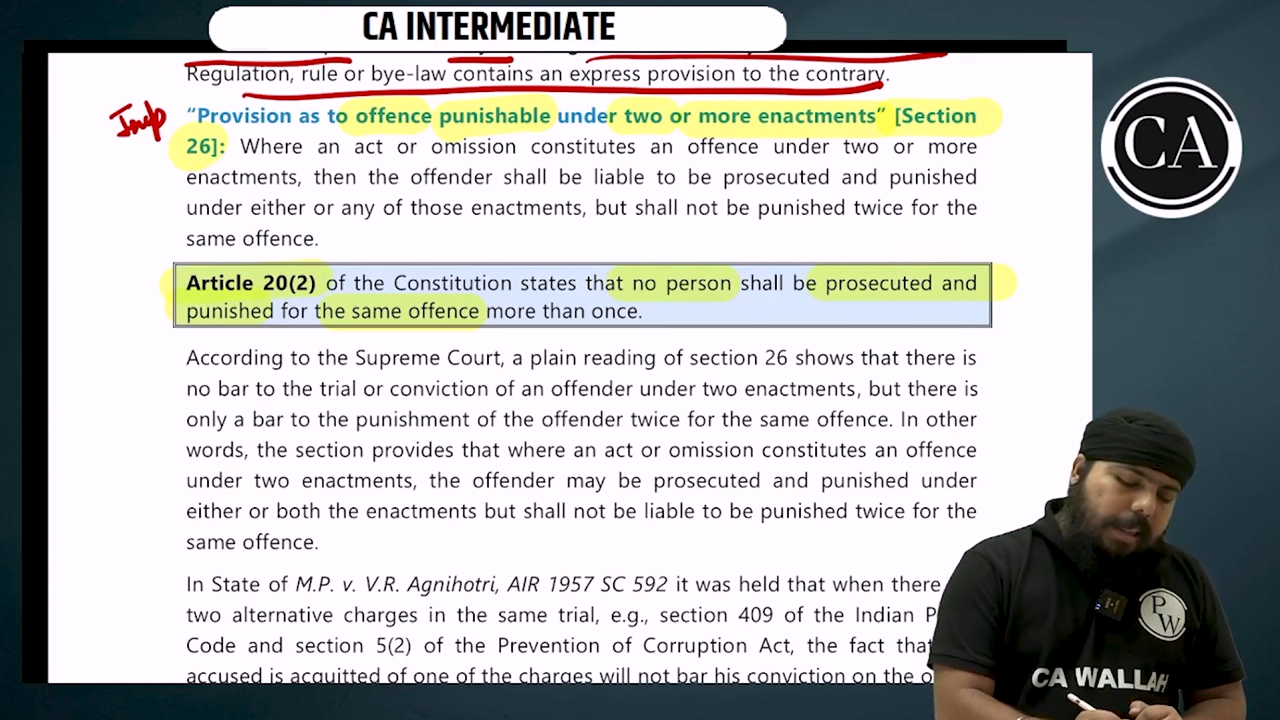 CA INTERMEDIATE
Regulation, rule or bye-law contains an express provision to the contrary.
Imp
“Provision as to offence punishable under two or more enactments” [Section
26]: Where an act or omission constitutes an offence under two or more
enactments, then the offender shall be liable to be prosecuted and punished
under either or any of those enactments, but shall not be punished twice for the
same offence.
CA
Article 20(2) of the Constitution states that no person shall be prosecuted and
punished for the same offence more than once.
According to the Supreme Court, a plain reading of section 26 shows that there is
no bar to the trial or conviction of an offender under two enactments, but there is
only a bar to the punishment of the offender twice for the same offence. In other
words, the section provides that where an act or omission constitutes an offence
under two enactments, the offender may be prosecuted and punished under
either or both the enactments but shall not be liable to be punished twice for the
same offence.
In State of M.P. v. V.R. Agnihotri, AIR 1957 SC 592 it was held that when there
two alternative charges in the same trial, e.g., section 409 of the Indian P
Code and section 5(2) of the Prevention of Corruption Act, the fact that
accused is acquitted of one of the charges will not bar his conviction on the o
PW
CA WALLAH